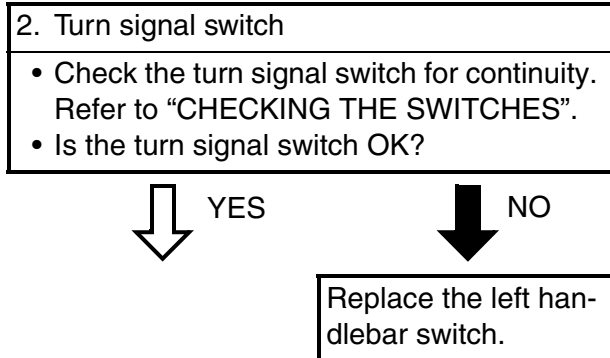 2. Turn signal switch
• Check the turn signal switch for continuity.
Refer to “CHECKING THE SWITCHES”.
• Is the turn signal switch OK?
YES
NO
Replace the left han-
dlebar switch.